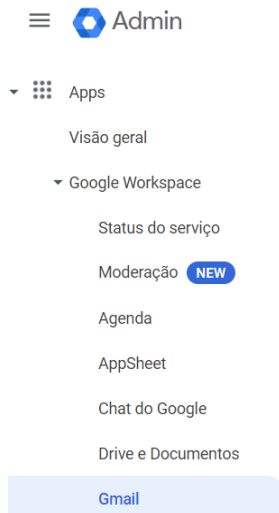 Admin
Apps
Visão geral
Google Workspace
Status do serviço
Moderação NEW
Agenda
AppSheet
Chat do Google
Drive e Documentos
Gmail